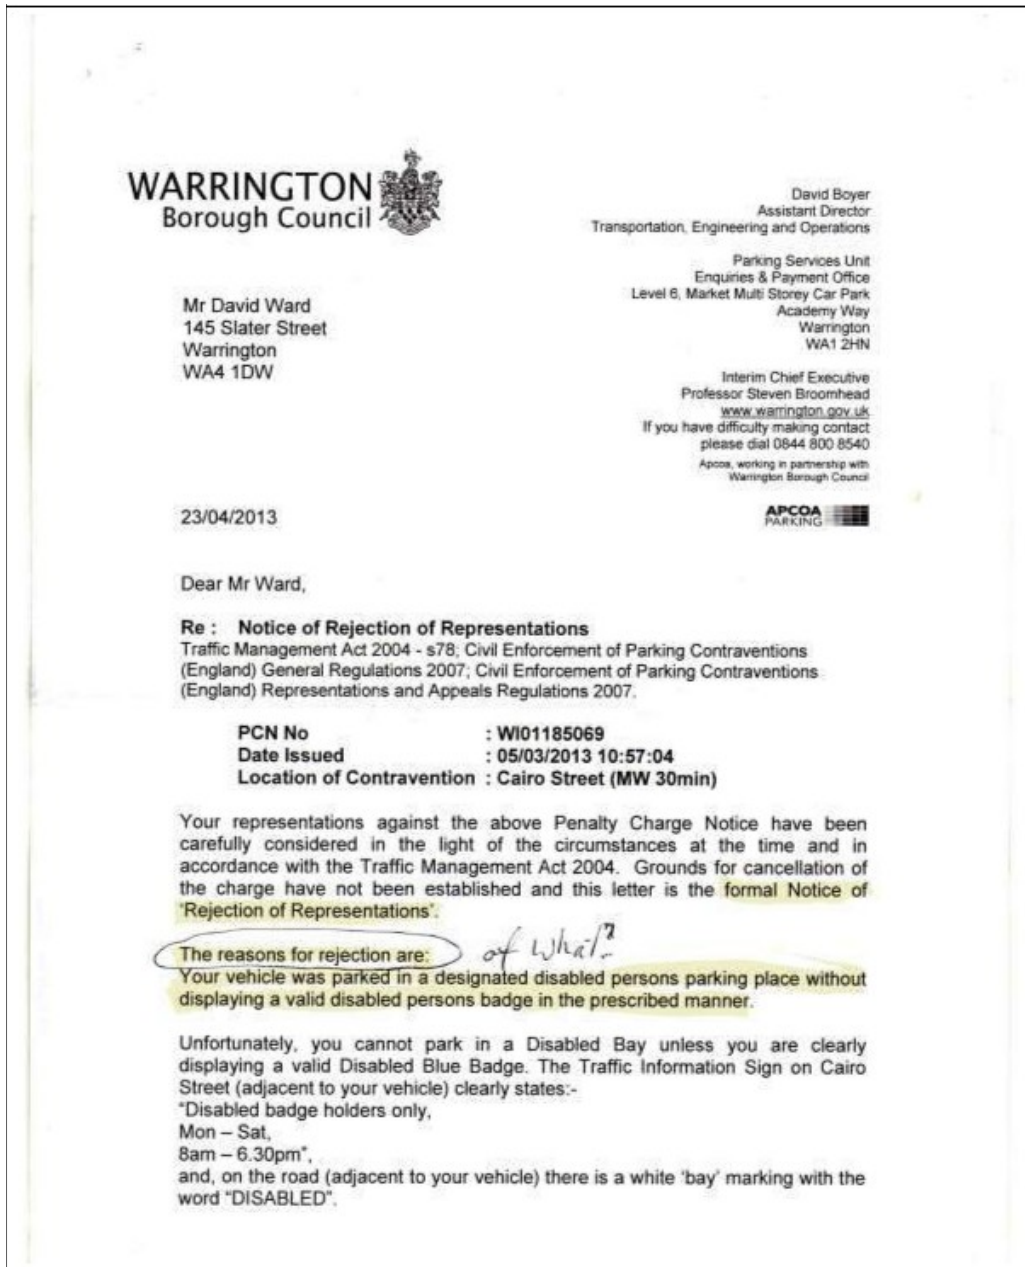 WARRINGTON
Borough Council
David Boyer
Assistant Director
Transportation, Engineering and Operations
Parking Services Unit
Enquiries & Payment Office
Level 6, Market Multi Storey Car Park
Academy Way
Warrington
WA1 2HN
Mr David Ward
145 Slater Street
Warrington
WA4 1DW
Interim Chief Executive
Professor Steven Broomhead
www.warrington.gov.uk
If you have difficulty making contact
please dial 0844 800 8540
Apcoa, working in partnership with
Warrington Borough Council
APCOA
PARKING
23/04/2013
Dear Mr Ward,
Re : Notice of Rejection of Representations
Traffic Management Act 2004 - s78; Civil Enforcement of Parking Contraventions
(England) General Regulations 2007; Civil Enforcement of Parking Contraventions
(England) Representations and Appeals Regulations 2007.
PCN No : WI01185069
Date Issued : 05/03/2013 10:57:04
Location of Contravention : Cairo Street (MW 30min)
Your representations against the above Penalty Charge Notice have been
carefully considered in the light of the circumstances at the time and in
accordance with the Traffic Management Act 2004. Grounds for cancellation of
the charge have not been established and this letter is the formal Notice of
'Rejection of Representations'.
The reasons for rejection are: of what?
Your vehicle was parked in a designated disabled persons parking place without
displaying a valid disabled persons badge in the prescribed manner.
Unfortunately, you cannot park in a Disabled Bay unless you are clearly
displaying a valid Disabled Blue Badge. The Traffic Information Sign on Cairo
Street (adjacent to your vehicle) clearly states:-
"Disabled badge holders only,
Mon – Sat,
8am – 6.30pm",
and, on the road (adjacent to your vehicle) there is a white 'bay' marking with the
word "DISABLED".